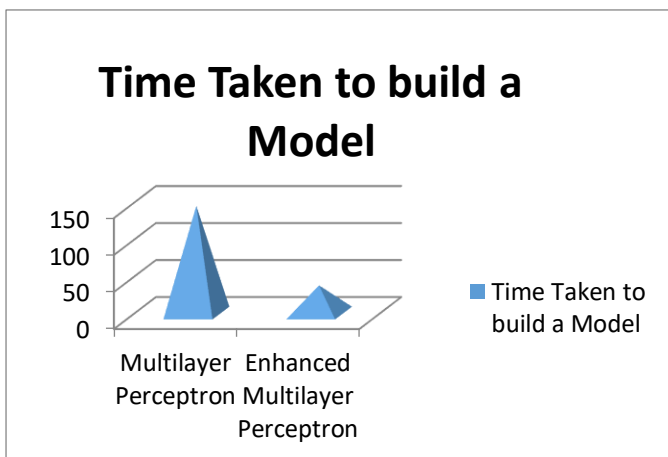 Time Taken to build a
Model
150
100
50
0
Multilayer
Perceptron
Enhanced
Multilayer
Perceptron
Time Taken to
build a Model